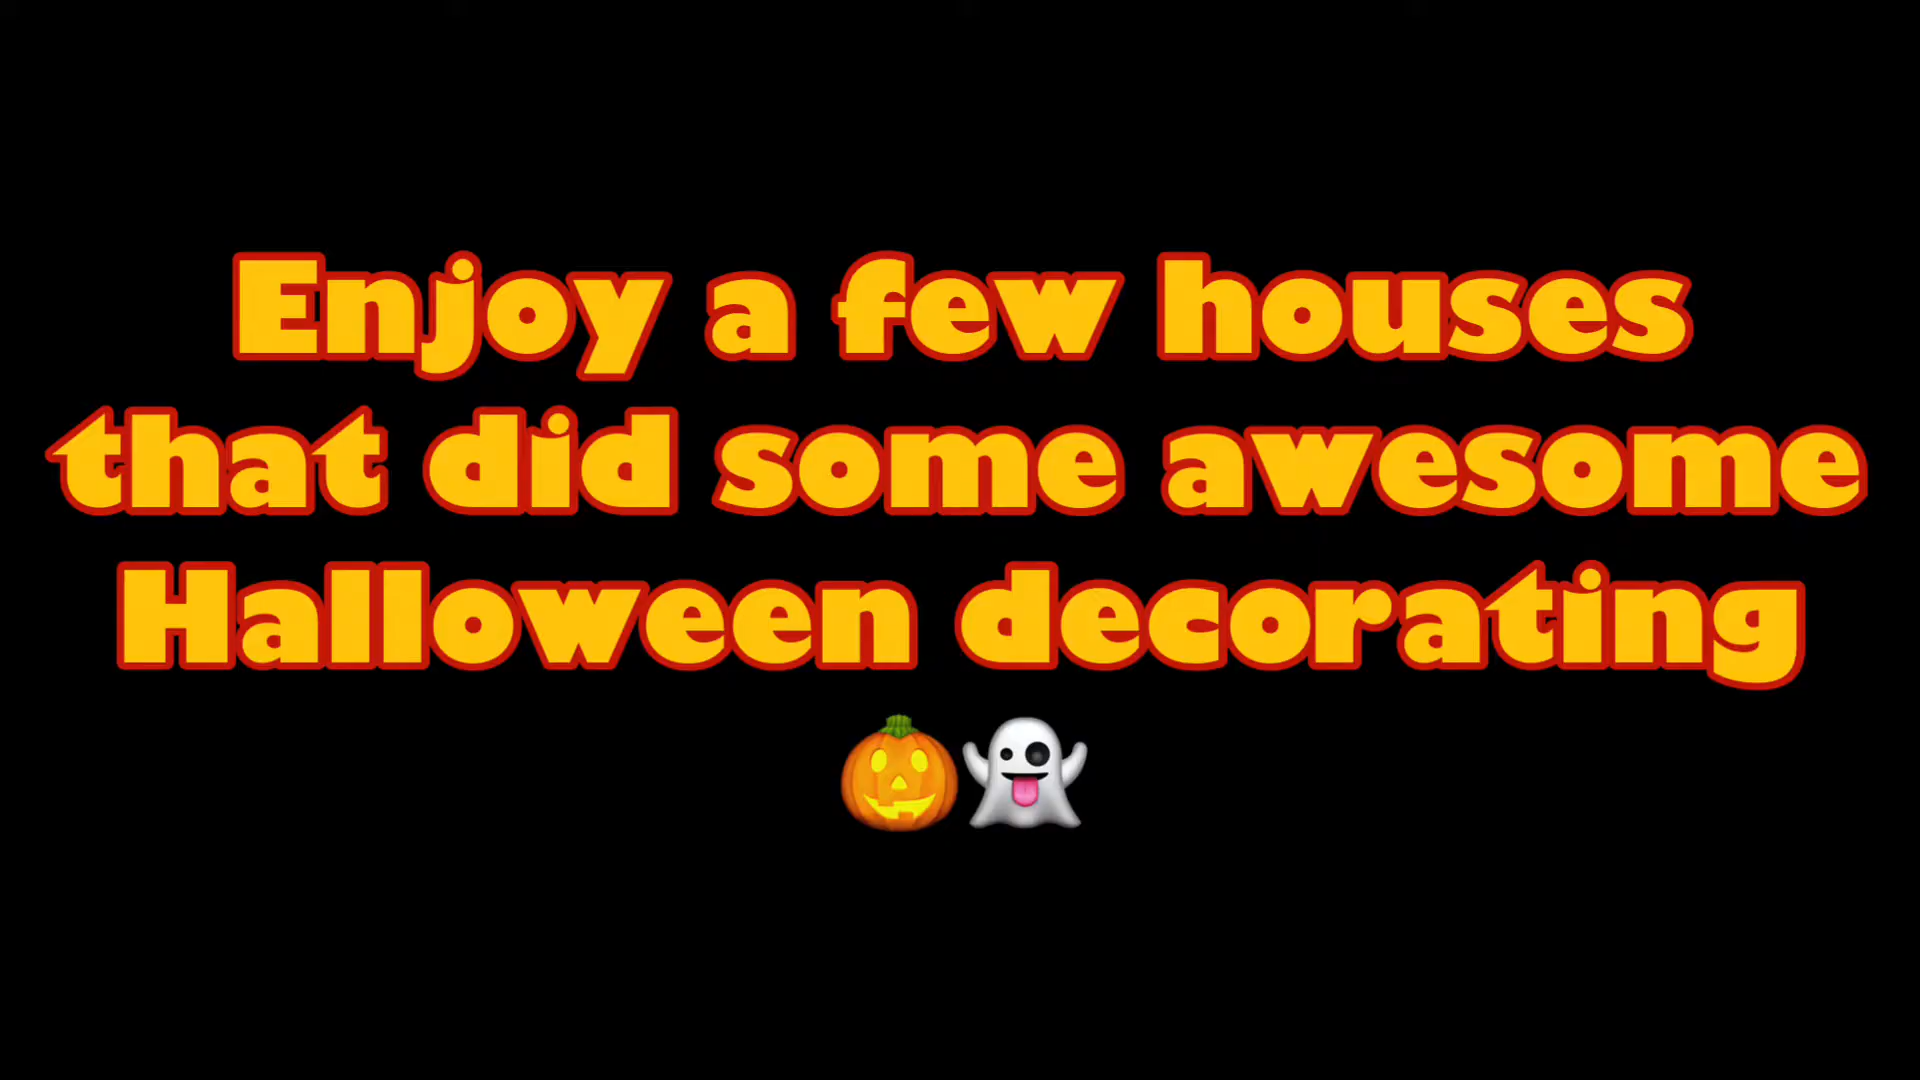 Enjoy a few houses
that did some awesome
Halloween decorating
🎃👻